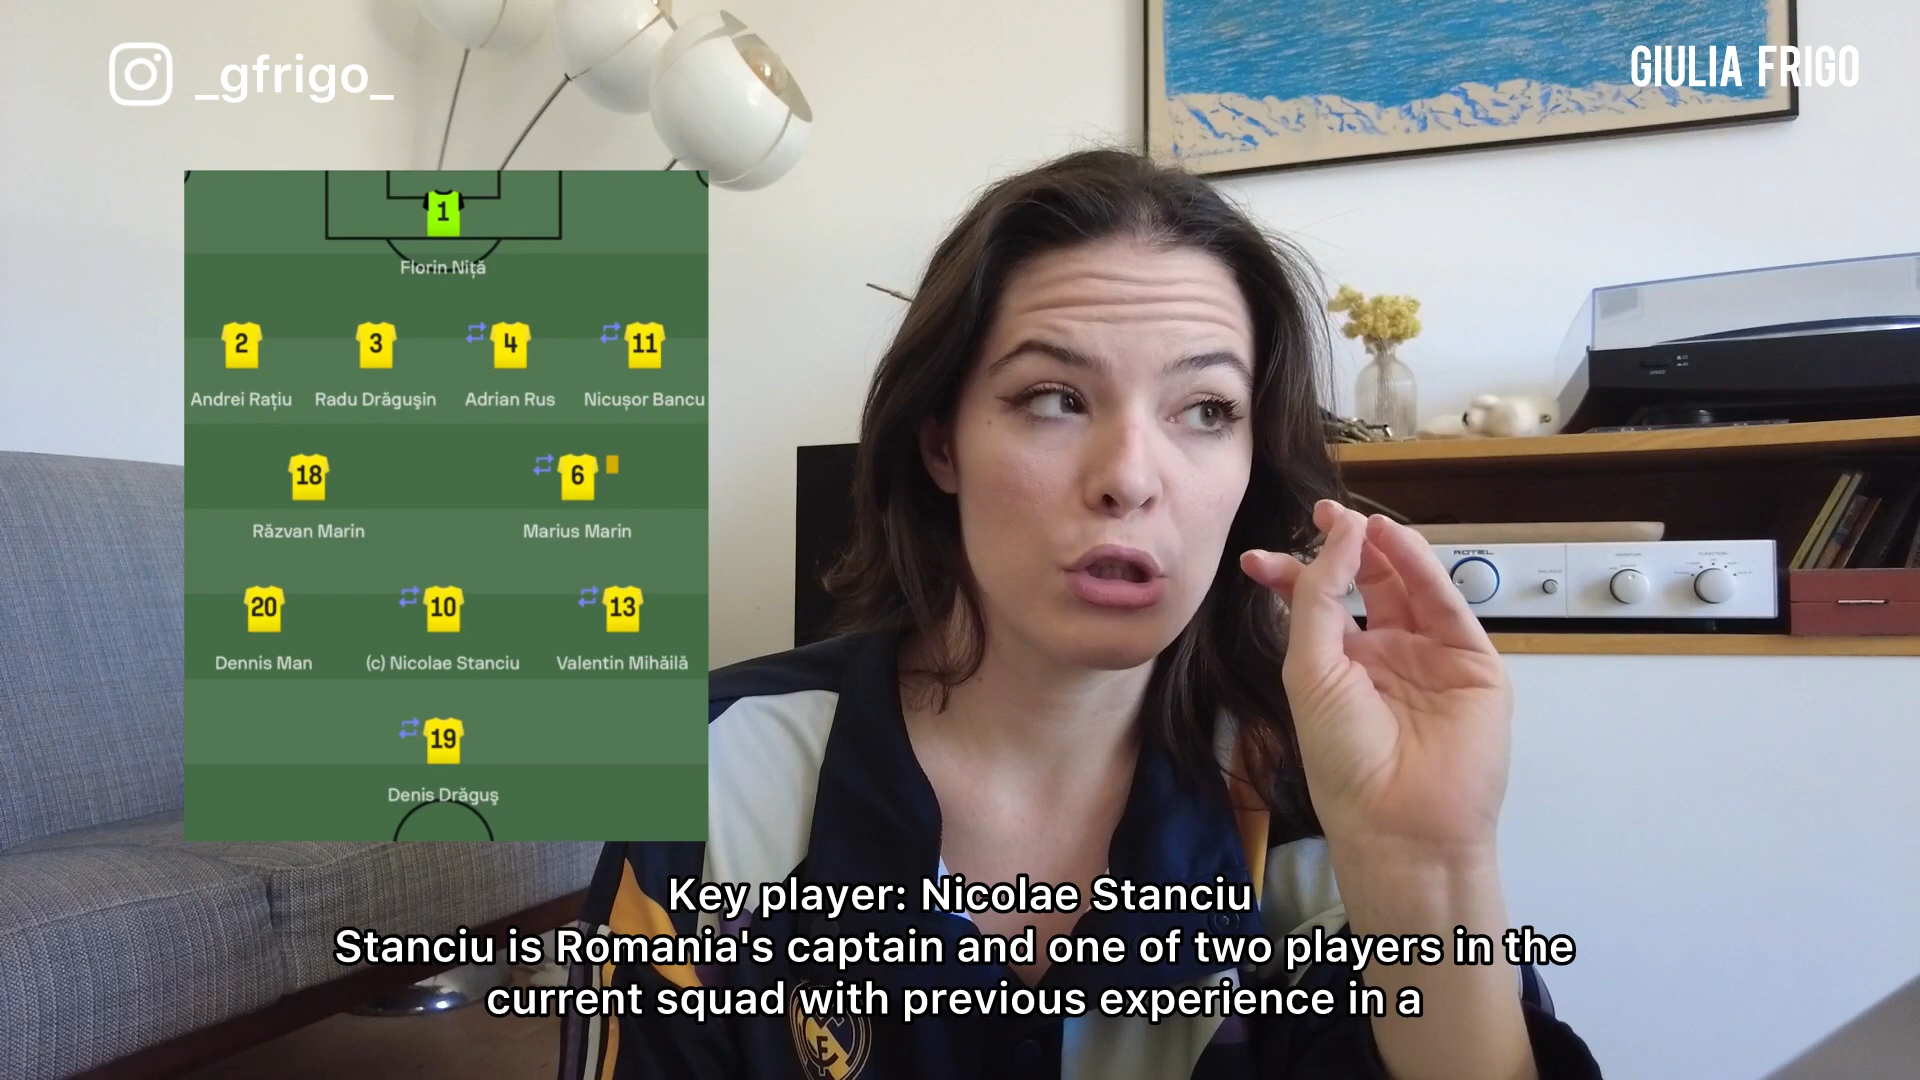 _gfrigo_
GIULIA FRIGO
1
Florin Niță
2
3
4
11
Andrei Rațiu
Radu Drăgușin
Adrian Rus
Nicușor Bancu
18
6
Răzvan Marin
Marius Marin
20
10
13
Dennis Man
(c) Nicolae Stanciu
Valentin Mihăilă
19
Denis Drăguș
ROTEL
FUNCTION
Key player: Nicolae Stanciu
Stanciu is Romania's captain and one of two players in the
current squad with previous experience in a